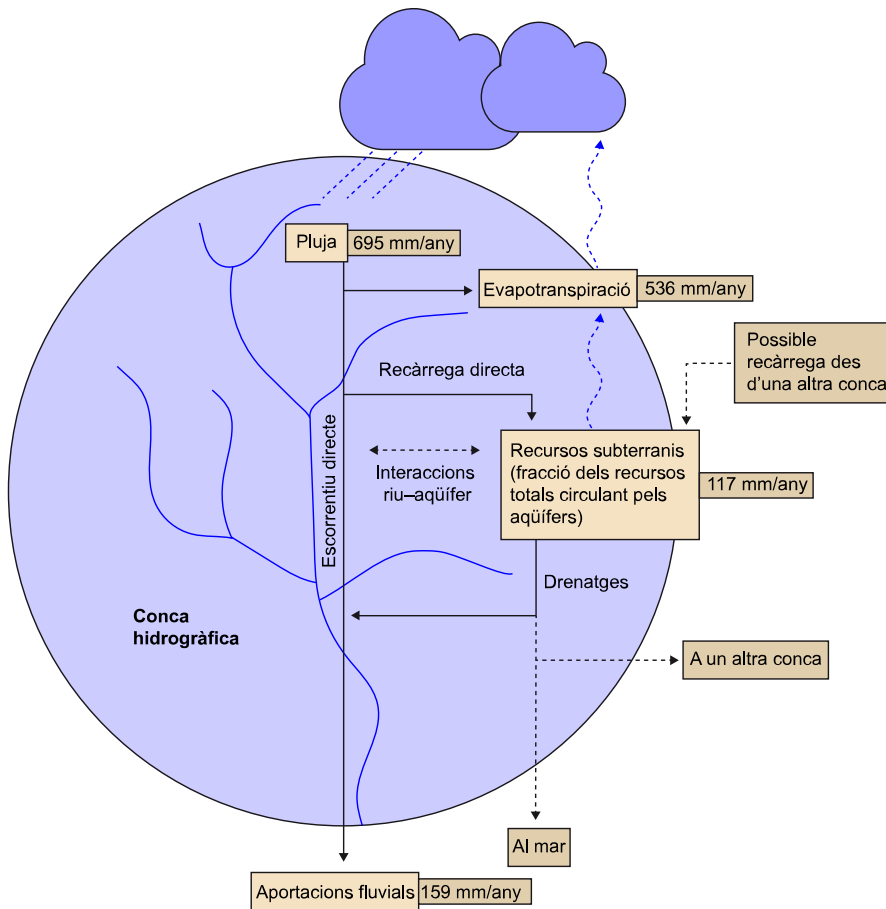 Pluja
695 mm/any
Evapotranspiració
536 mm/any
Possible
recàrrega des
d'una altra conca
Recàrrega directa
Escorrentiu directe
Interaccions
riu–aqüífer
Recursos subterranis
(fracció dels recursos
totals circulant pels
aqüífers)
117 mm/any
Drenatges
Conca
hidrogràfica
A un altra conca
Al mar
Aportacions fluvials
159 mm/any